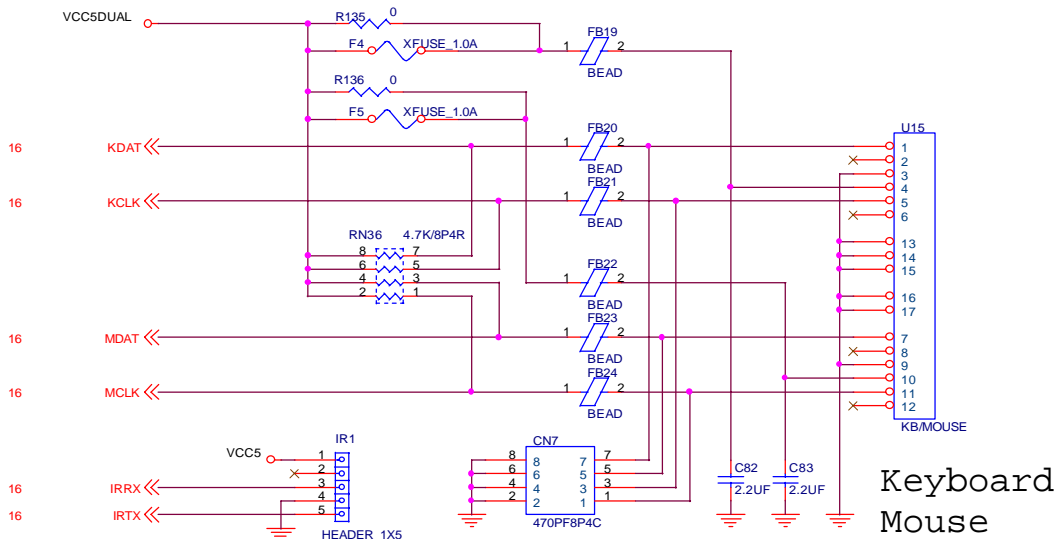 R135 0
VCC5DUAL
F4 XFUSE_1.0A
1 FB19 2
BEAD
R136 0
F5 XFUSE_1.0A
FB20
U15
16 KDAT 1 2 1
BEAD
2
FB21
3
4
16 KCLK 1 2 5
BEAD
6
RN36 4.7K/8P4R
8 7
6 5
4 3
2 1
13
14
15
FB22
1 2
BEAD
16
17
FB23
16 MDAT 1 2 7
BEAD
8
9
FB24
10
16 MCLK 1 2 11
BEAD
12
KB/MOUSE
IR1
VCC5
1
2
16 IRRX 3
4
16 IRTX 5
HEADER 1X5
CN7
8 8 7 7
6 6 5 5
4 4 3 3
2 2 1 1
470PF8P4C
C82
2.2UF
C83
2.2UF
Keyboard
Mouse